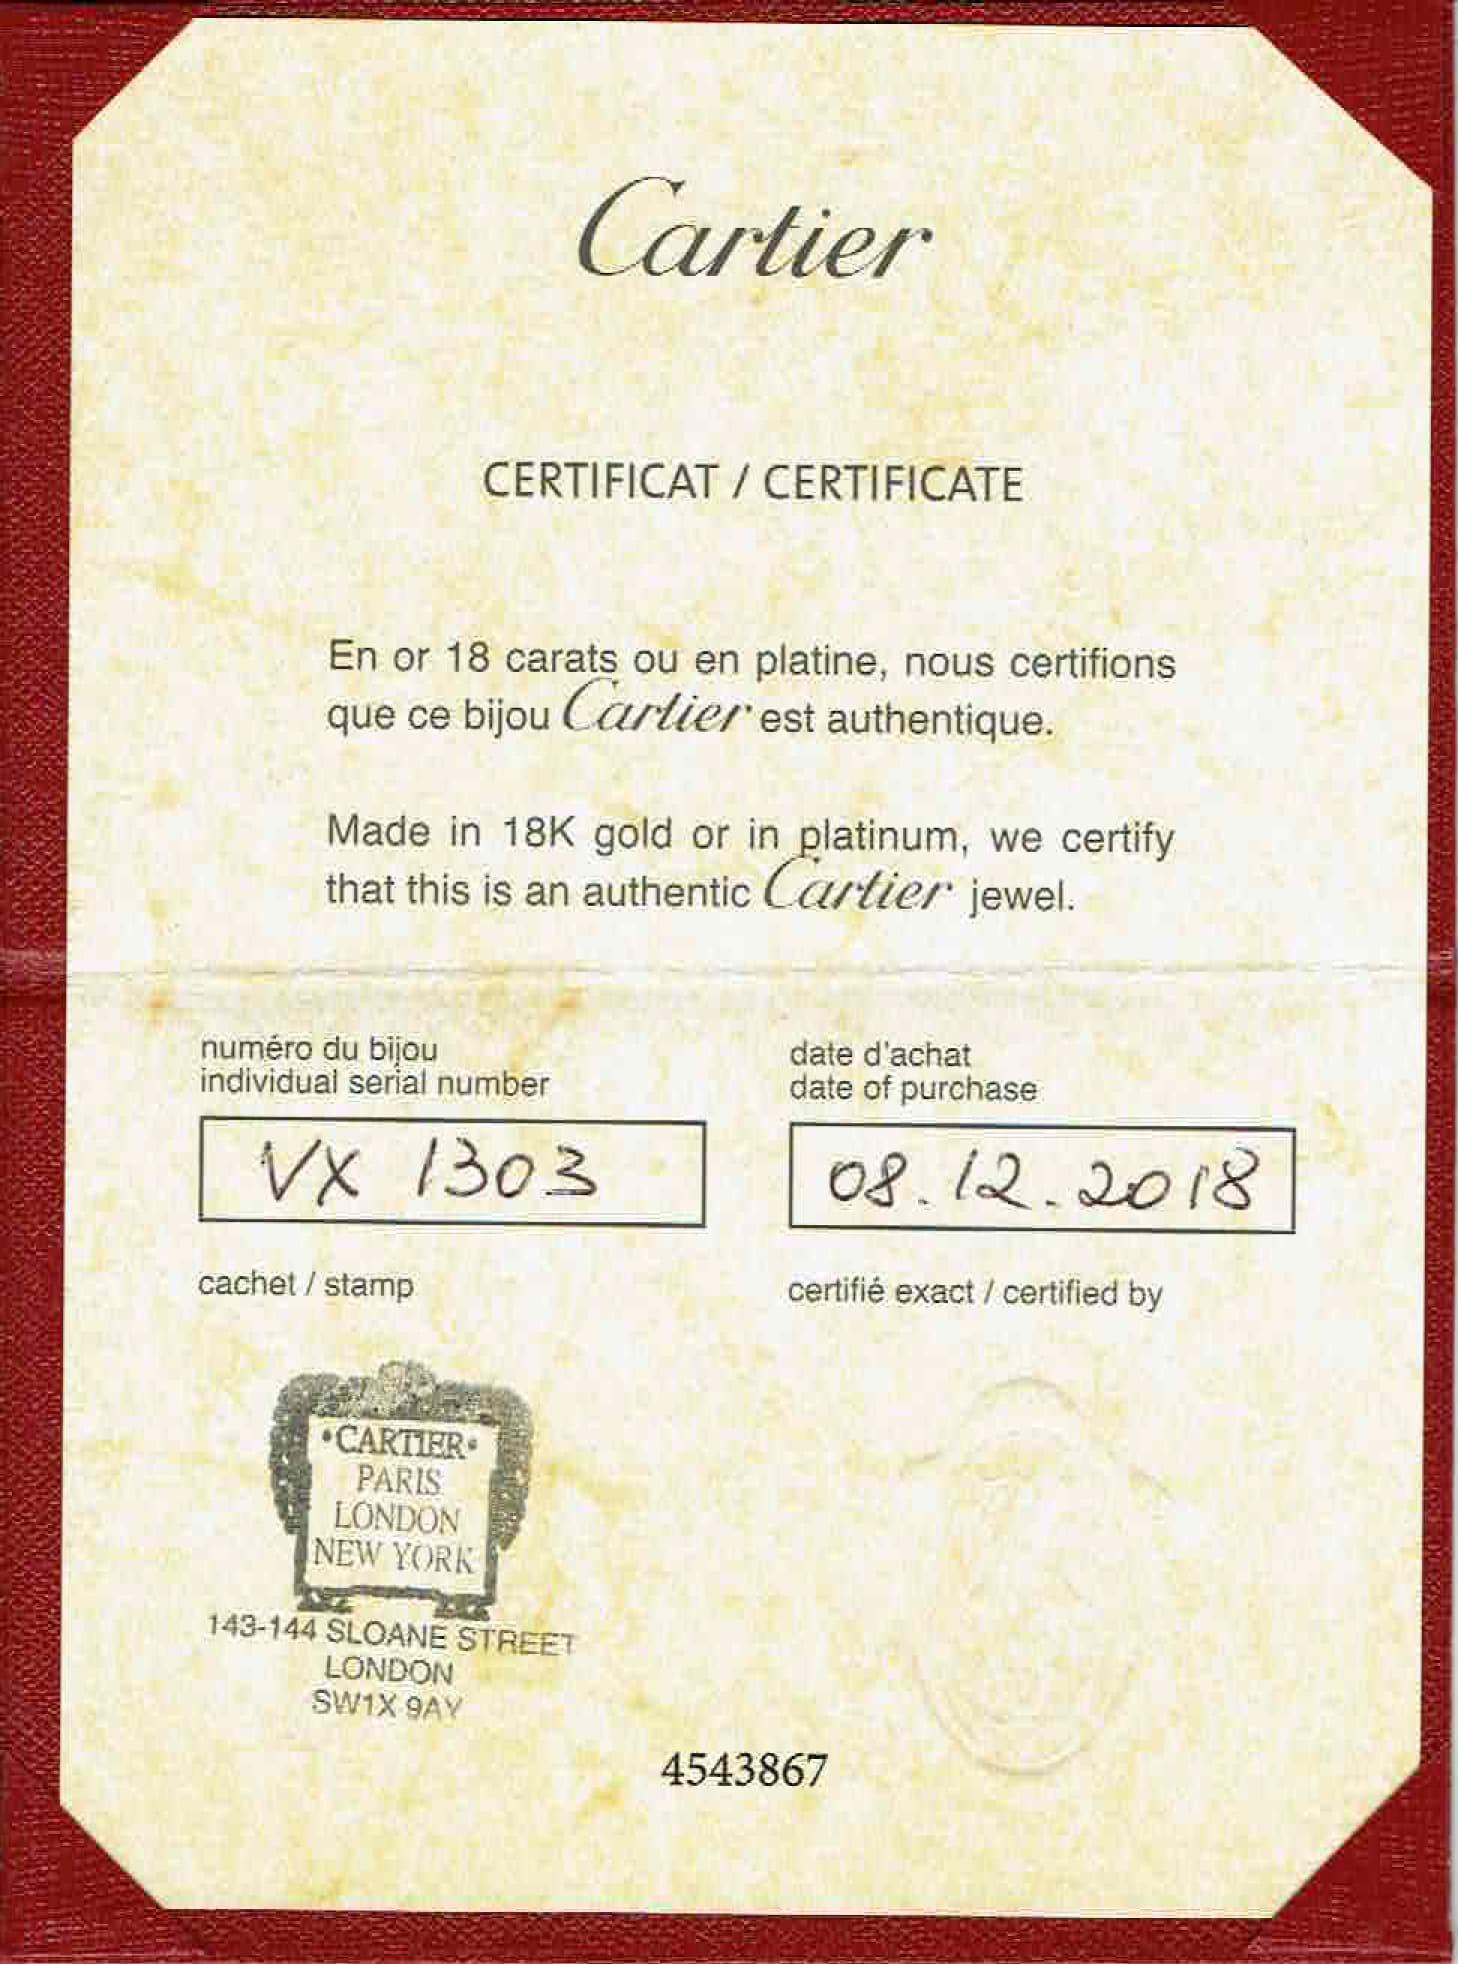 Cartier
CERTIFICAT / CERTIFICATE
En or 18 carats ou en platine, nous certifions
que ce bijou Cartier est authentique.
Made in 18K gold or in platinum, we certify
that this is an authentic Cartier jewel.
numéro du bijou
individual serial number
VX 1303
date d'achat
date of purchase
08.12.2018
cachet / stamp
certifié exact / certified by
•CARTIER•
PARIS
LONDON
NEW YORK
143-144 SLOANE STREET
LONDON
SW1X 9AY
4543867